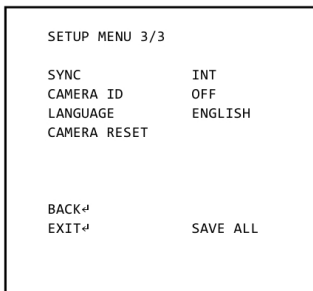 SETUP MENU 3/3
SYNC INT
CAMERA ID OFF
LANGUAGE ENGLISH
CAMERA RESET
BACK↵
EXIT↵ SAVE ALL